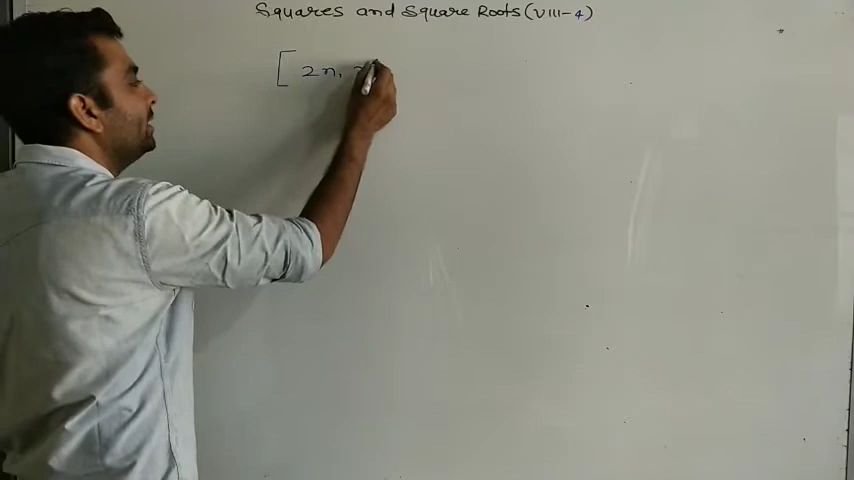 Squares and Square Roots (VIII-4)
[ 2n,